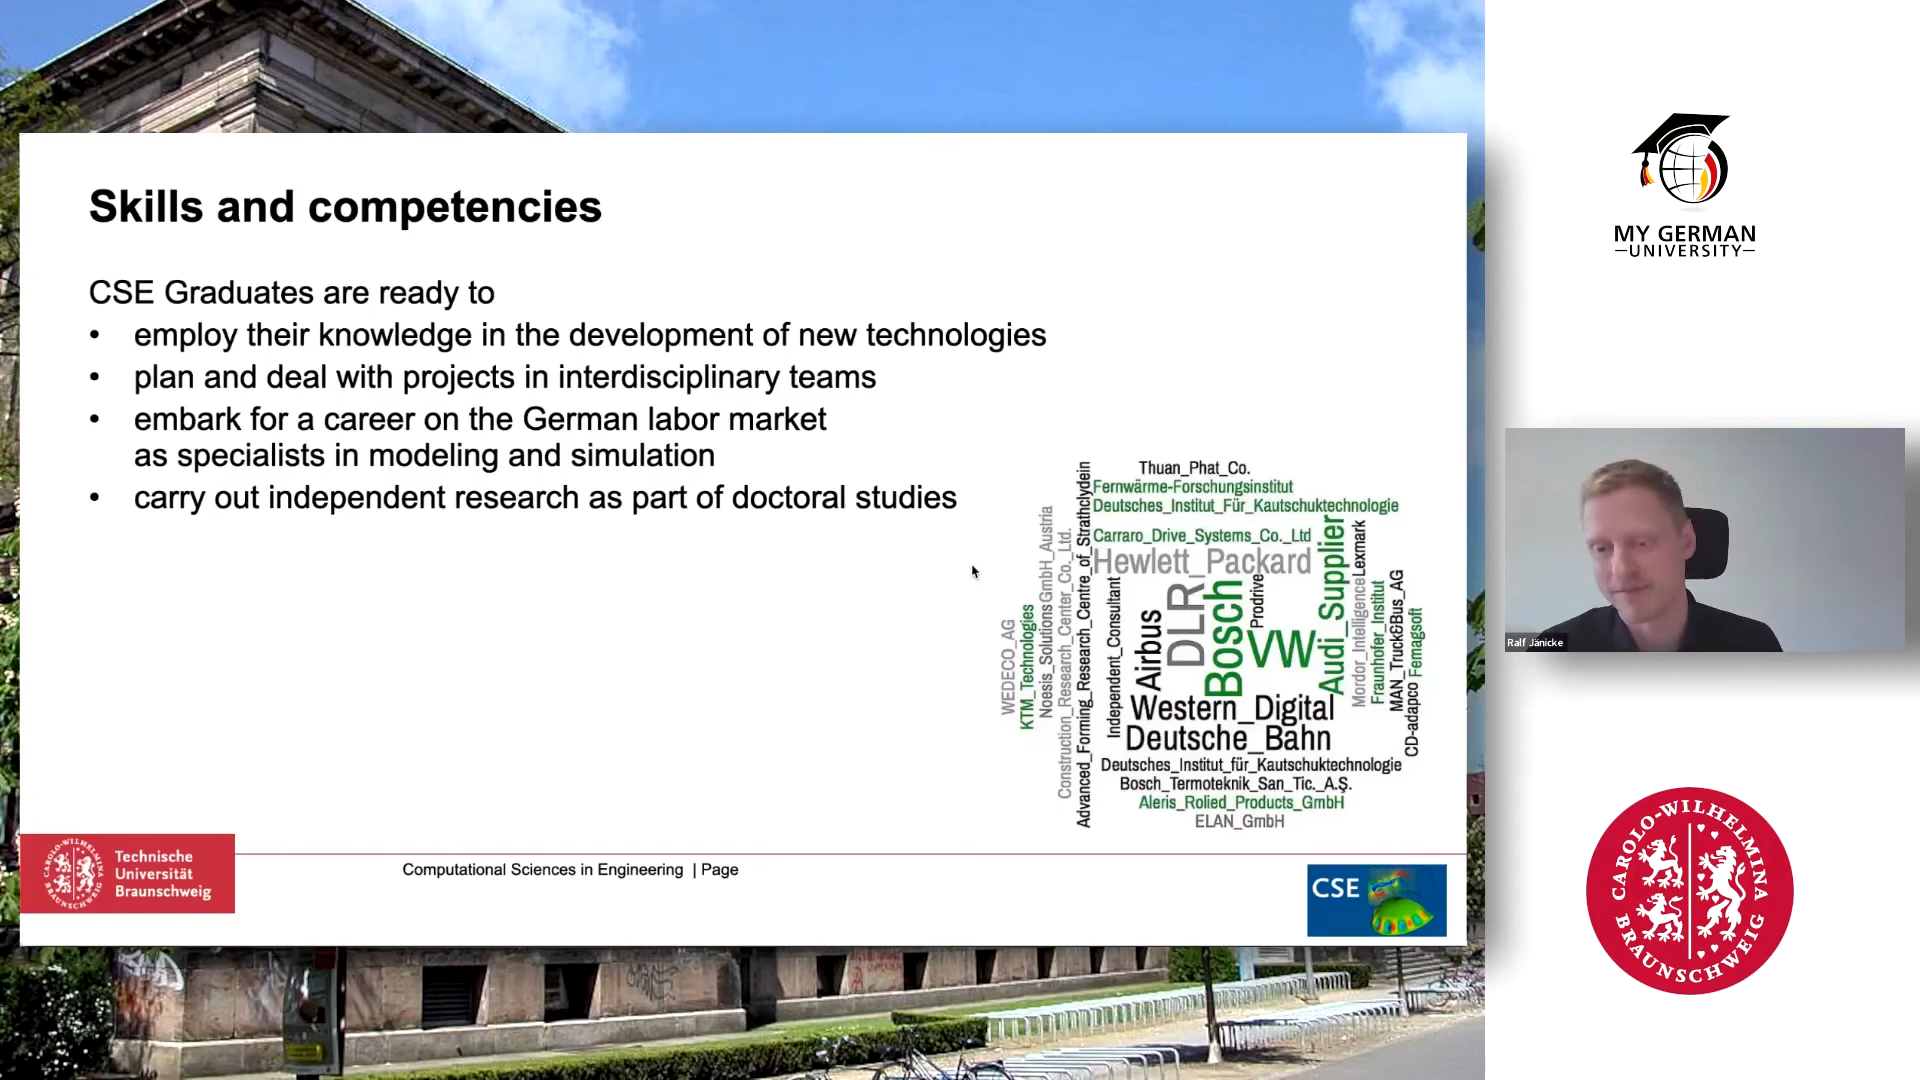 Skills and competencies
CSE Graduates are ready to
• employ their knowledge in the development of new technologies
• plan and deal with projects in interdisciplinary teams
• embark for a career on the German labor market
as specialists in modeling and simulation
• carry out independent research as part of doctoral studies
Thuan_Phat_Co.
Fernwärme-Forschungsinstitut
Deutsches_Institut_Für_Kautschuktechnologie
Carraro_Drive_Systems_Co._Ltd
Hewlett_Packard
WEDECO_AG
KTM_Technologies
Noesis_Solutions
GmbH_Austria
Construction_Research_Center_Co._Ltd.
Advanced_Forming_Research_Centre_of_Strathclydein
Independent_Consultant
Airbus
DLR
Bosch
Prodrive
VW
Audi_Supplier
Mordor_Intelligence
Lexmark
Fraunhofer_Institut
MAN_Truck&Bus_AG
CD-adapco
Femagsoft
Western_Digital
Deutsche_Bahn
Deutsches_Institut_für_Kautschuktechnologie
Bosch_Termoteknik_San_Tic._A.Ş.
Aleris_Rolied_Products_GmbH
ELAN_GmbH
CAROLO-WILHELMINA
BRAUNSCHWEIG
Technische
Universität
Braunschweig
Computational Sciences in Engineering | Page
CSE
MY GERMAN
UNIVERSITY
Ralf Jänicke
CAROLO-WILHELMINA
BRAUNSCHWEIG